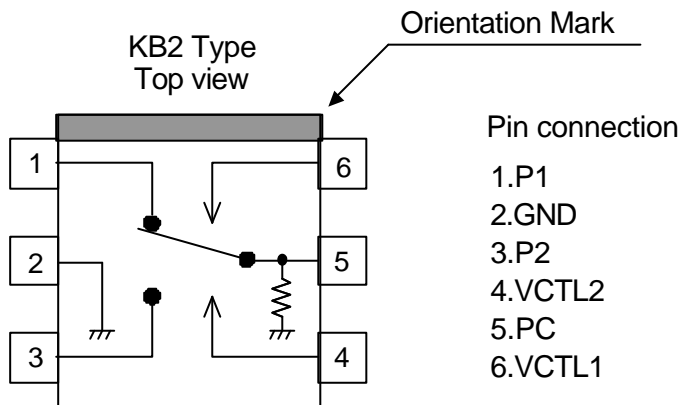 Orientation Mark
KB2 Type
Top view
1
2
3
6
5
4
Pin connection
1.P1
2.GND
3.P2
4.VCTL2
5.PC
6.VCTL1